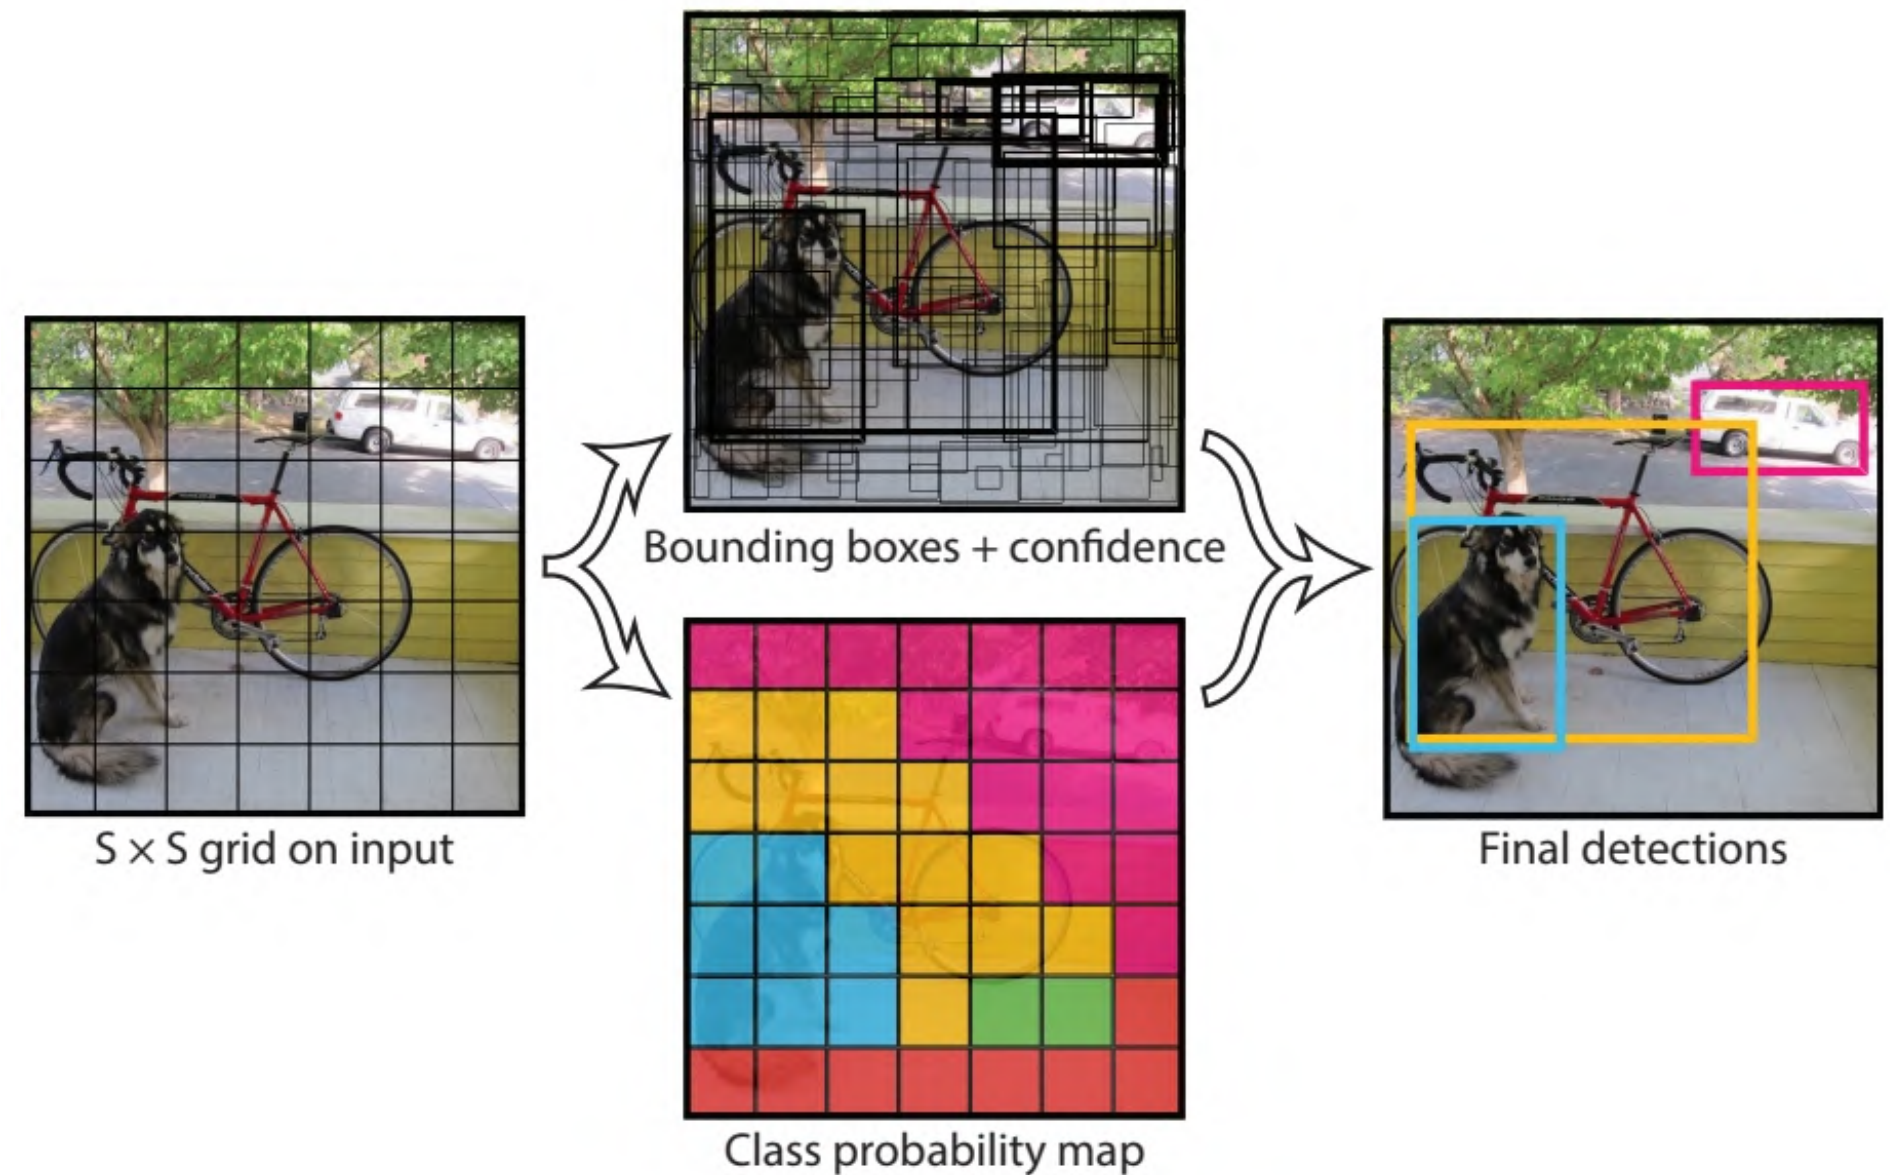 S × S grid on input
Bounding boxes + confidence
Class probability map
Final detections